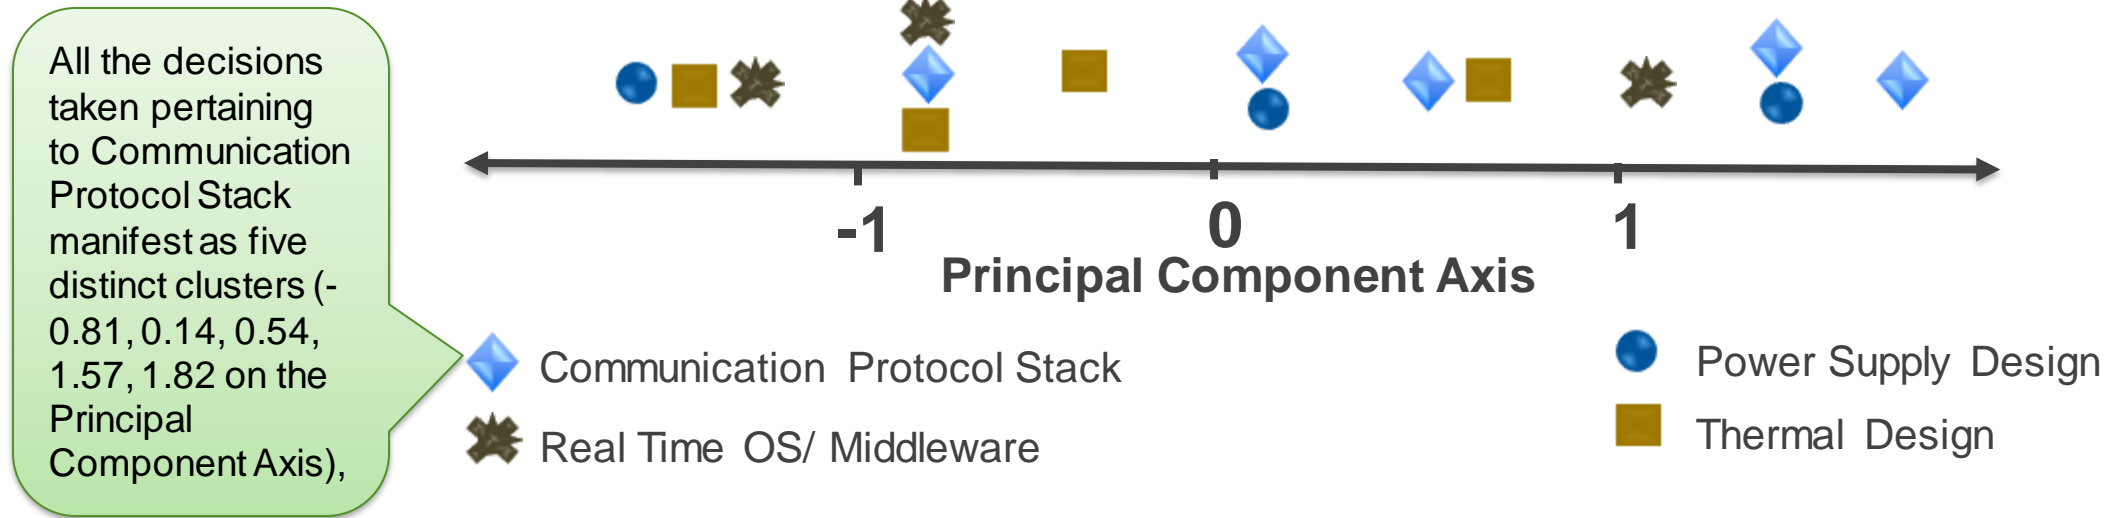 All the decisions
taken pertaining
to Communication
Protocol Stack
manifest as five
distinct clusters (-
0.81, 0.14, 0.54,
1.57, 1.82 on the
Principal
Component Axis),
-1
0
1
Principal Component Axis
Communication Protocol Stack
Real Time OS/ Middleware
Power Supply Design
Thermal Design